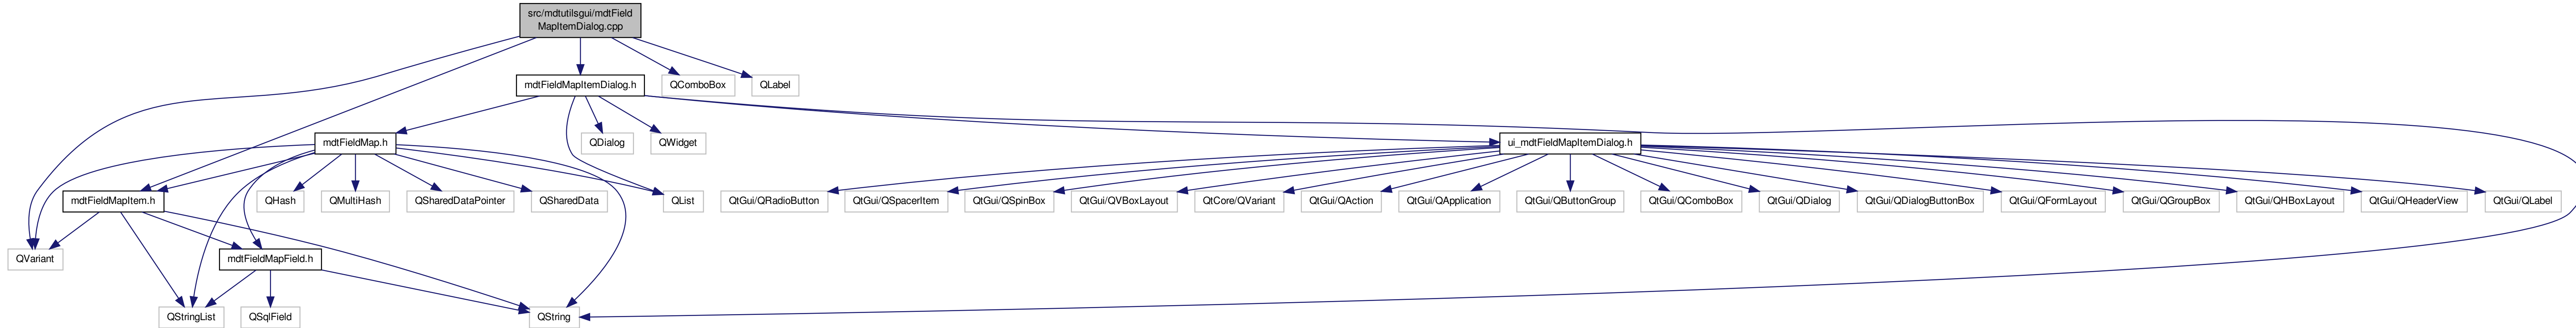 src/mdtutilsgui/mdtField
MapItemDialog.cpp
mdtFieldMapItemDialog.h
QComboBox
QLabel
mdtFieldMap.h
QDialog
QWidget
ui_mdtFieldMapItemDialog.h
mdtFieldMapItem.h
QHash
QMultiHash
QSharedDataPointer
QSharedData
QList
QtGui/QRadioButton
QtGui/QSpacerItem
QtGui/QSpinBox
QtGui/QVBoxLayout
QtCore/QVariant
QtGui/QAction
QtGui/QApplication
QtGui/QButtonGroup
QtGui/QComboBox
QtGui/QDialog
QtGui/QDialogButtonBox
QtGui/QFormLayout
QtGui/QGroupBox
QtGui/QHBoxLayout
QtGui/QHeaderView
QtGui/QLabel
QVariant
mdtFieldMapField.h
QStringList
QSqlField
QString